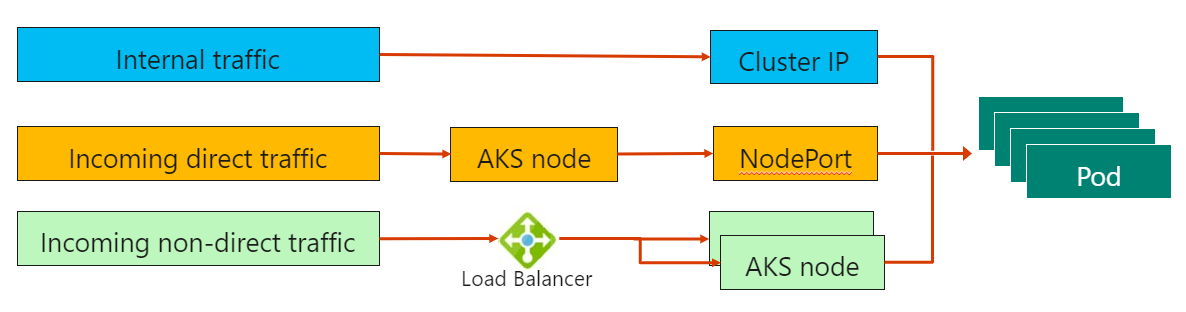 Internal traffic
Cluster IP
Incoming direct traffic
AKS node
NodePort
Pod
Incoming non-direct traffic
Load Balancer
AKS node